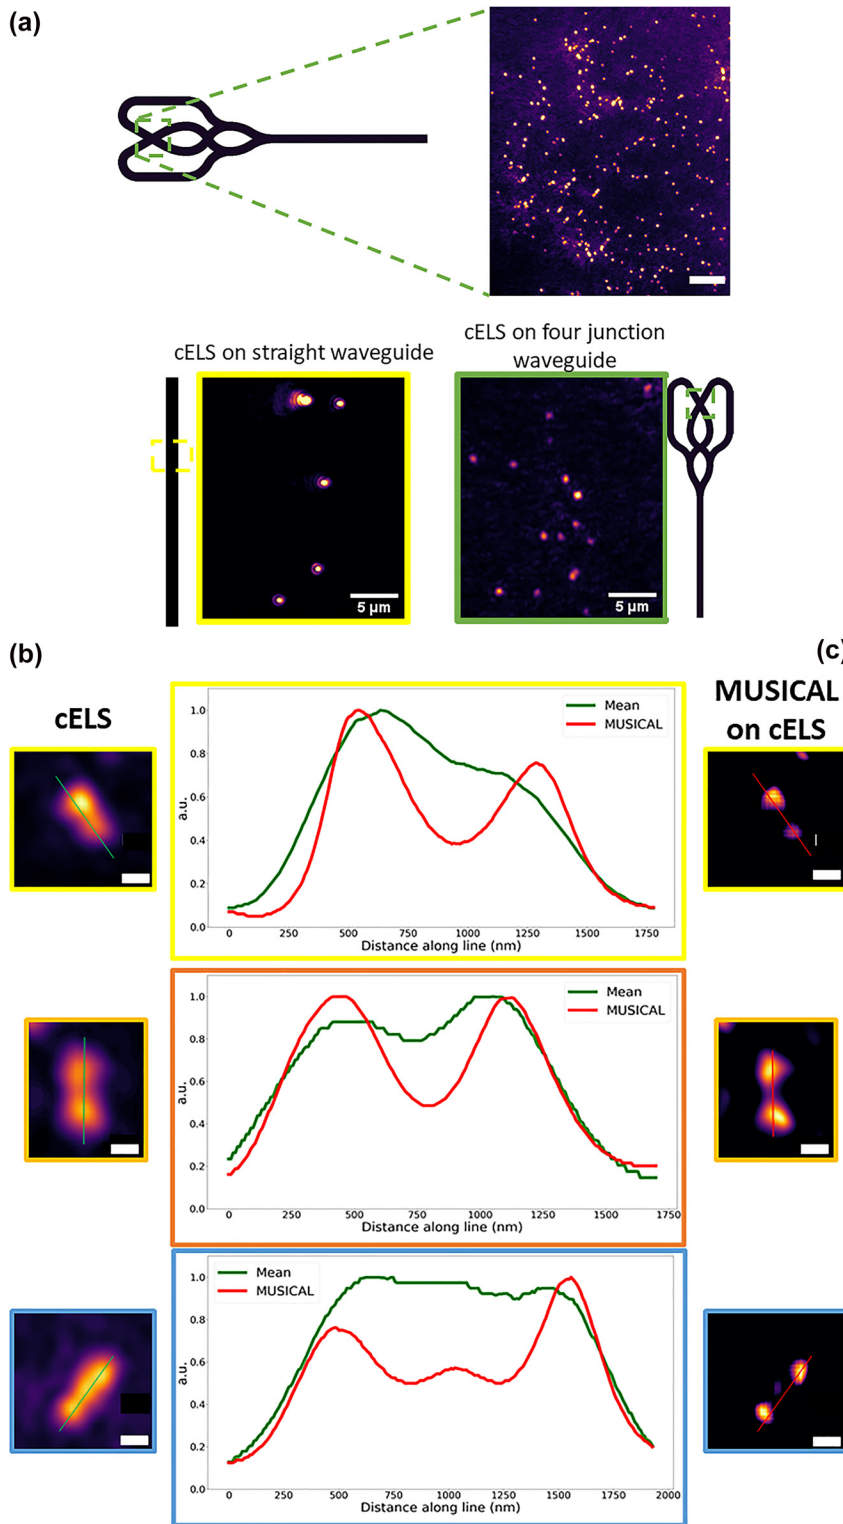 (a)
cELS on straight waveguide
cELS on four junction
waveguide
5 μm
5 μm
(b)
(c)
cELS
MUSICAL
on cELS
Mean
MUSICAL
a.u.
1.0
0.8
0.6
0.4
0.2
0.0
0 250 500 750 1000 1250 1500 1750
Distance along line (nm)
Mean
MUSICAL
a.u.
1.0
0.8
0.6
0.4
0.2
0.0
0 250 500 750 1000 1250 1500 1750
Distance along line (nm)
Mean
MUSICAL
a.u.
1.0
0.8
0.6
0.4
0.2
0.0
0 250 500 750 1000 1250 1500 1750 2000
Distance along line (nm)